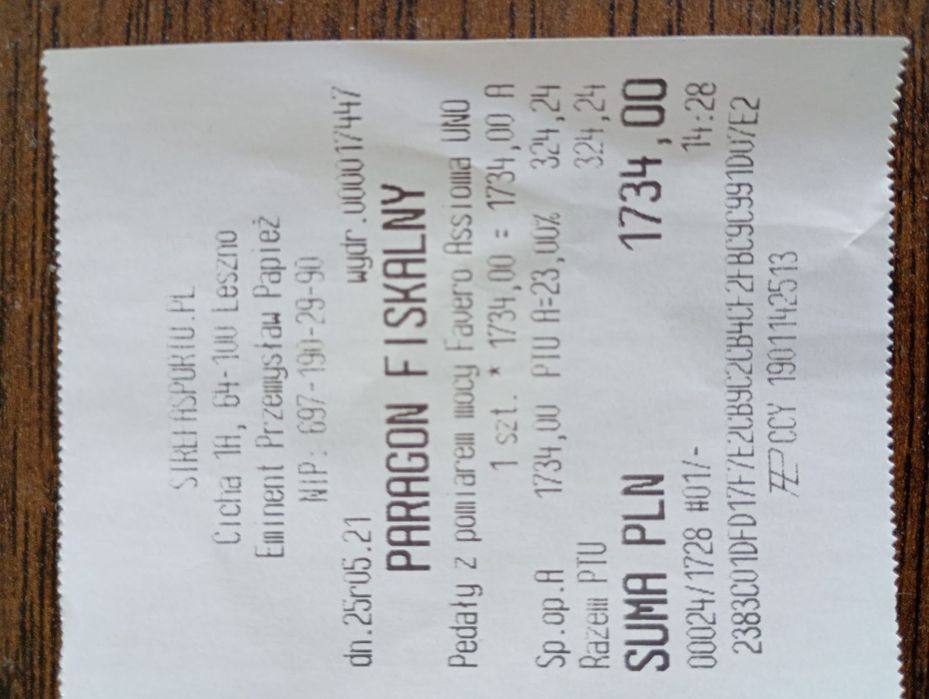 STREFASPORTU.PL
Cicha 1A, 64-100 Leszno
Eminent Przemysław Papież
NIP: 697-190-29-90
dn.25r05.21 wydr.000017447
PARAGON FISKALNY
Pedały z pomiarem mocy Favero Assioma UNO
1 szt. * 1734,00 = 1734,00 A
Sp.op.A 1734,00 PTU A=23,00% 324,24
Razem PTU 324,24
SUMA PLN 1734,00
00024/1728 #01/- 14:28
CCY 1901142513